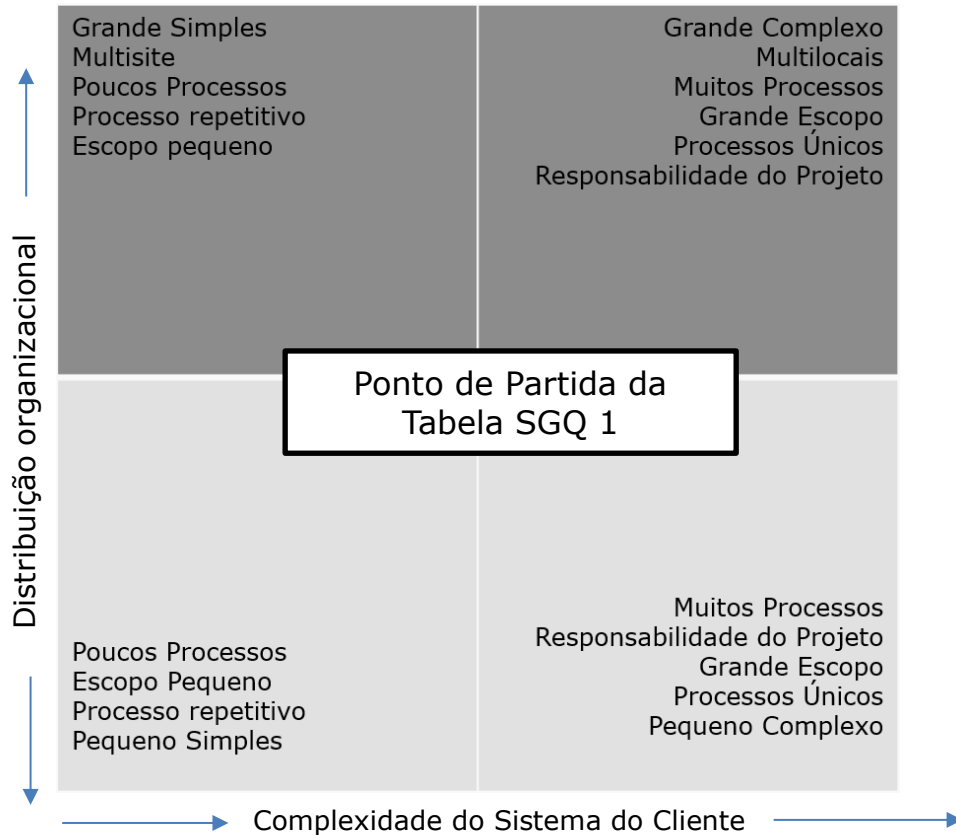 Grande Simples
Multisite
Poucos Processos
Processo repetitivo
Escopo pequeno
Grande Complexo
Multilocais
Muitos Processos
Grande Escopo
Processos Únicos
Responsabilidade do Projeto
Distribuição organizacional
Ponto de Partida da
Tabela SGQ 1
Poucos Processos
Escopo Pequeno
Processo repetitivo
Pequeno Simples
Muitos Processos
Responsabilidade do Projeto
Grande Escopo
Processos Únicos
Pequeno Complexo
Complexidade do Sistema do Cliente